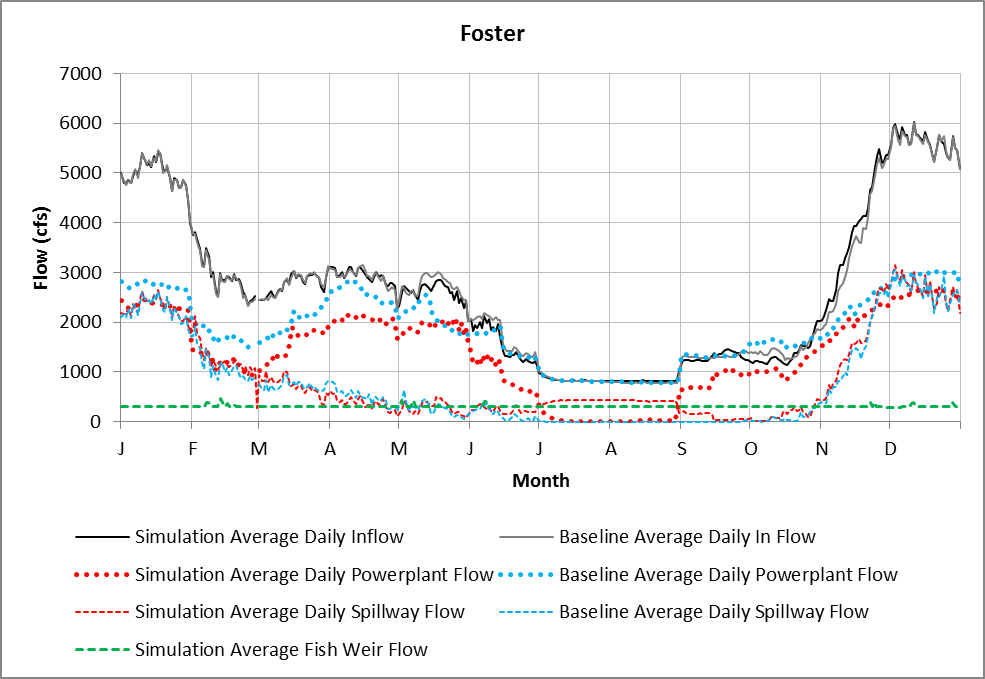 Foster
7000
6000
5000
4000
3000
2000
1000
0
Flow (cfs)
J F M A M J J A S O N D
Month
Simulation Average Daily Inflow
Baseline Average Daily In Flow
Simulation Average Daily Powerplant Flow
Baseline Average Daily Powerplant Flow
Simulation Average Daily Spillway Flow
Baseline Average Daily Spillway Flow
Simulation Average Fish Weir Flow